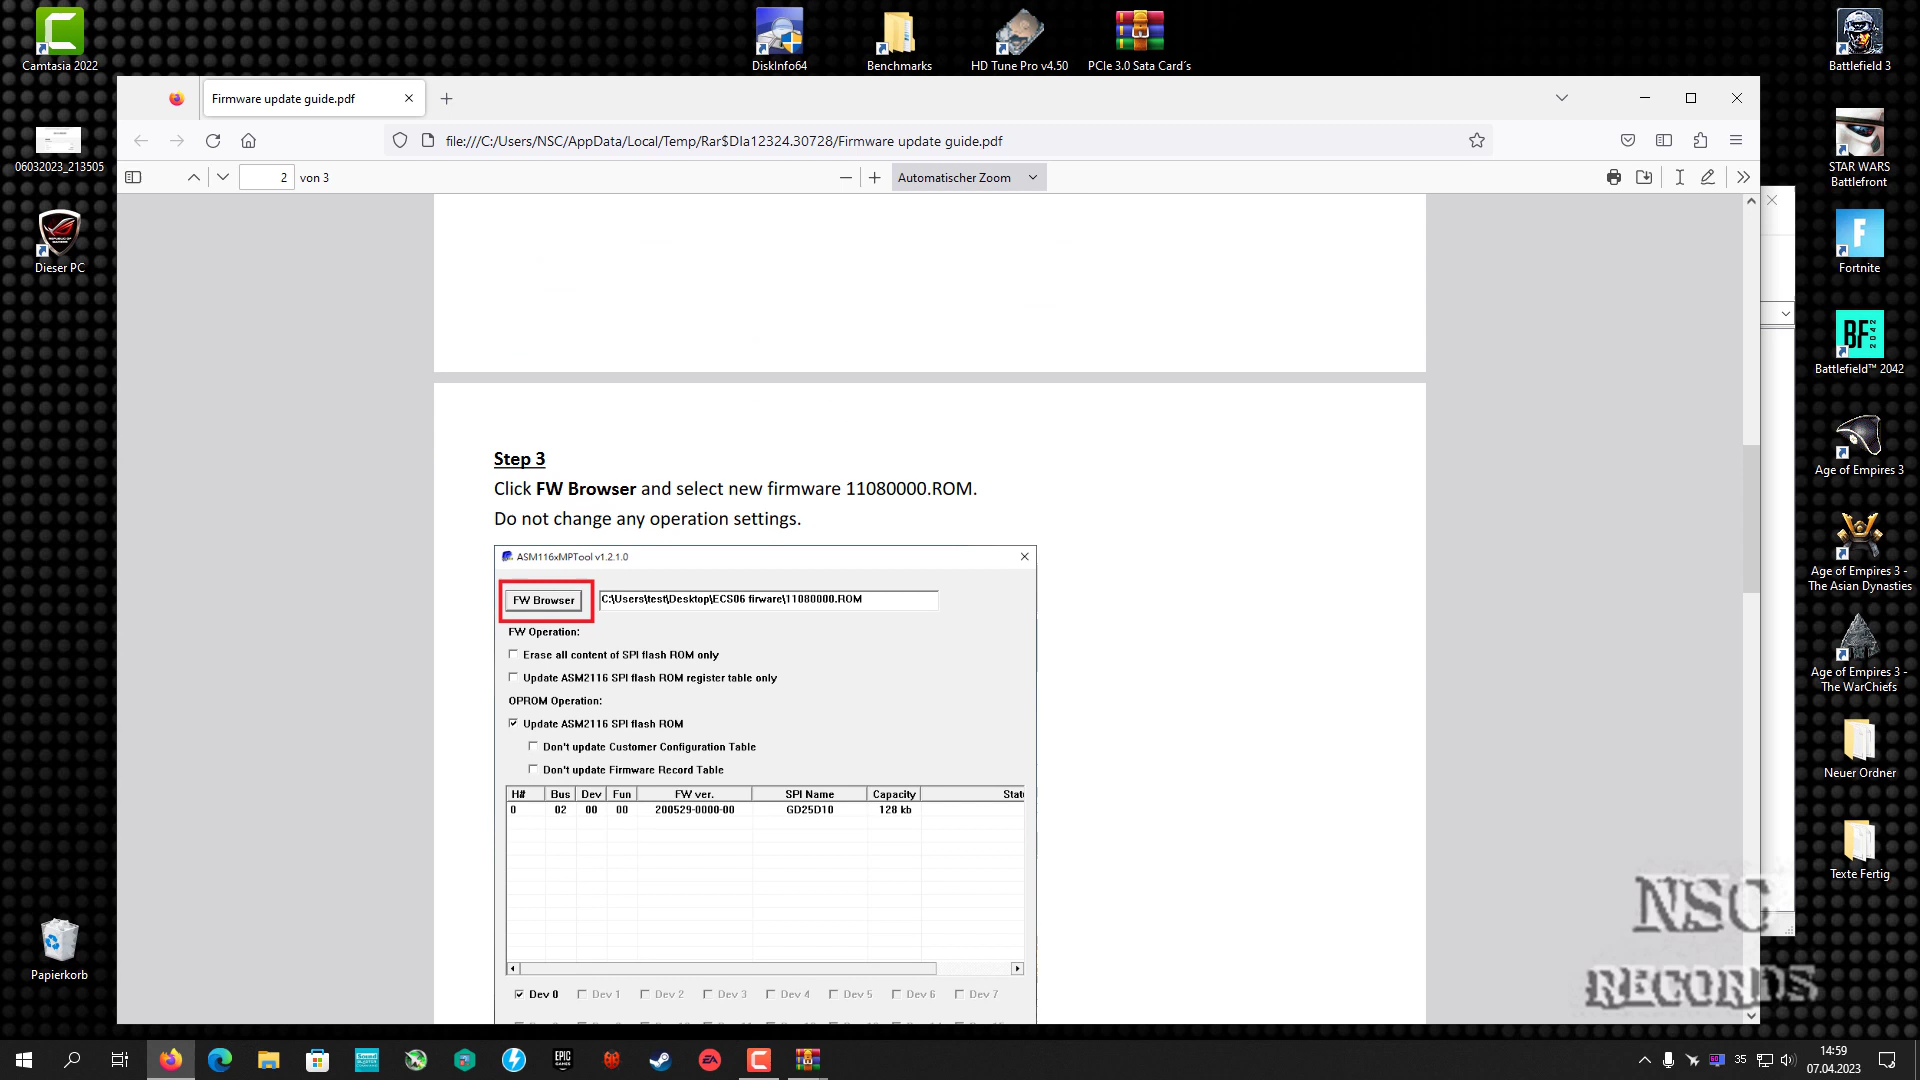 Camtasia 2022
DiskInfo64
Benchmarks
HD Tune Pro v4.50
PCIe 3.0 Sata Card´s
Battlefield 3
Firmware update guide.pdf
file:///C:/Users/NSC/AppData/Local/Temp/Rar$DIa12324.30728/Firmware update guide.pdf
06032023_213505
2 von 3
Automatischer Zoom
STAR WARS
Battlefront
Dieser PC
Fortnite
Battlefield™ 2042
Step 3
Click FW Browser and select new firmware 11080000.ROM.
Do not change any operation settings.
Age of Empires 3
ASM116xMPTool v1.2.1.0
FW Browser
C:\Users\test\Desktop\ECS06 firware\11080000.ROM
FW Operation:
Erase all content of SPI flash ROM only
Update ASM2116 SPI flash ROM register table only
OPROM Operation:
Update ASM2116 SPI flash ROM
Don't update Customer Configuration Table
Don't update Firmware Record Table
H# Bus Dev Fun FW ver. SPI Name Capacity Stat
0 02 00 00 200529-0000-00 GD25D10 128 kb
Dev 0 Dev 1 Dev 2 Dev 3 Dev 4 Dev 5 Dev 6 Dev 7
Age of Empires 3 -
The Asian Dynasties
Age of Empires 3 -
The WarChiefs
Neuer Ordner
Texte Fertig
Papierkorb
NSC
RECORDS
BF
2042
EPIC
GAMES
EA
35
14:59
07.04.2023